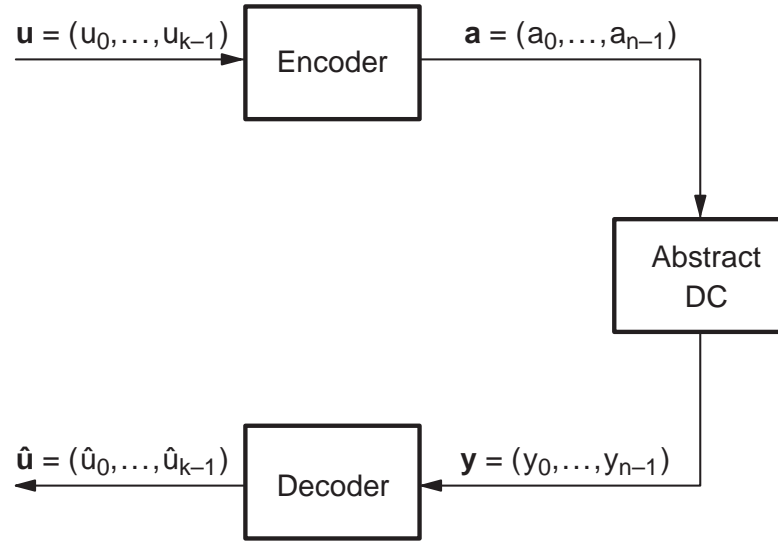 u = (u₀,…,uₖ₋₁)
Encoder
a = (a₀,…,aₙ₋₁)
Abstract
DC
û = (û₀,…,ûₖ₋₁)
Decoder
y = (y₀,…,yₙ₋₁)